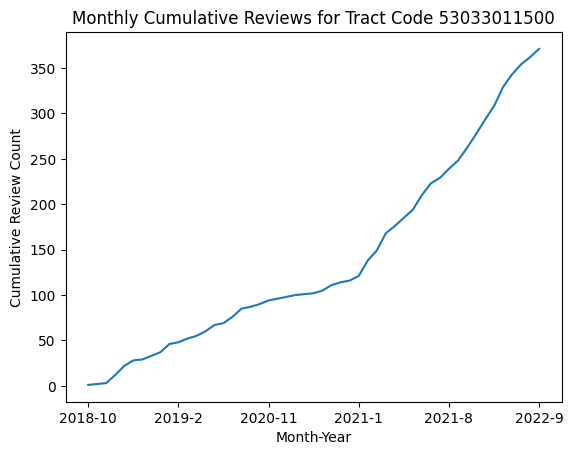 Monthly Cumulative Reviews for Tract Code 53033011500
Cumulative Review Count
350
300
250
200
150
100
50
0
2018-10 2019-2 2020-11 2021-1 2021-8 2022-9
Month-Year